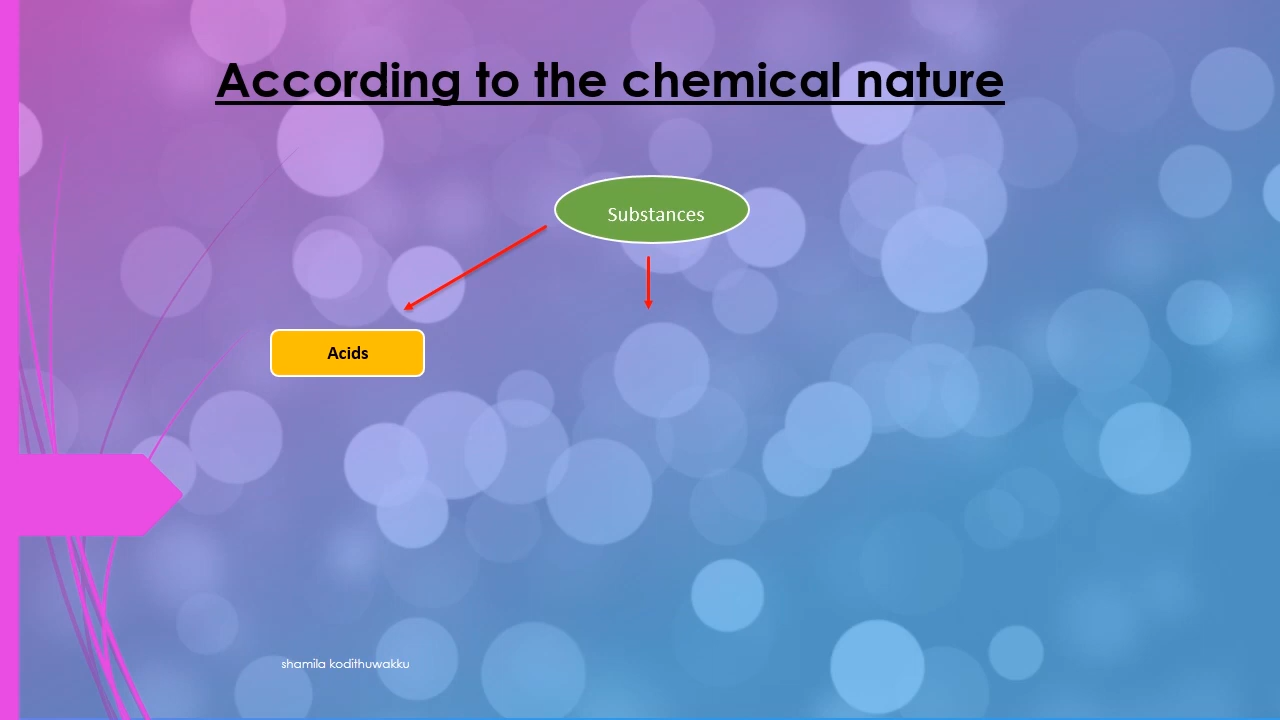 According to the chemical nature
Substances
Acids
shamila kodithuwakku